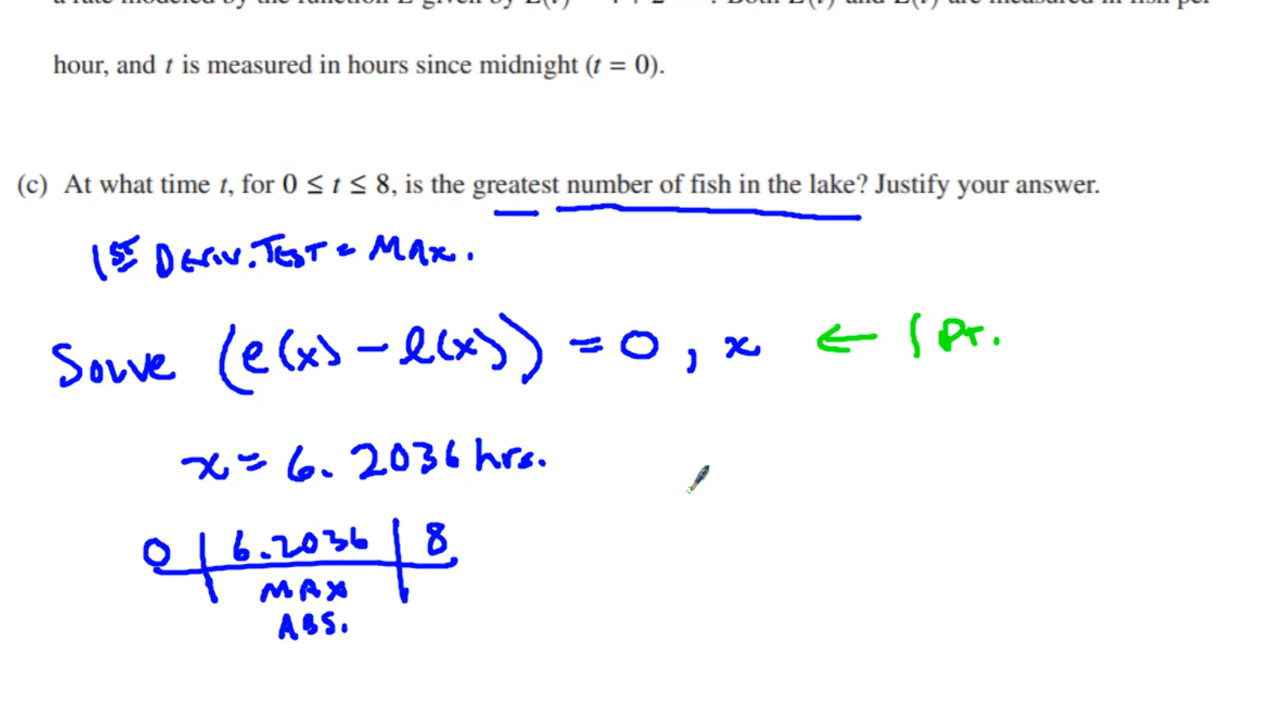 hour, and t is measured in hours since midnight (t = 0).
(c) At what time t, for 0 ≤ t ≤ 8, is the greatest number of fish in the lake? Justify your answer.
1ST DERIV. TEST = MAX.
Solve (e(x) - l(x)) = 0, x ← 1 PT.
x = 6.2036 hrs.
0 | 6.2036 | 8
MAX
ABS.